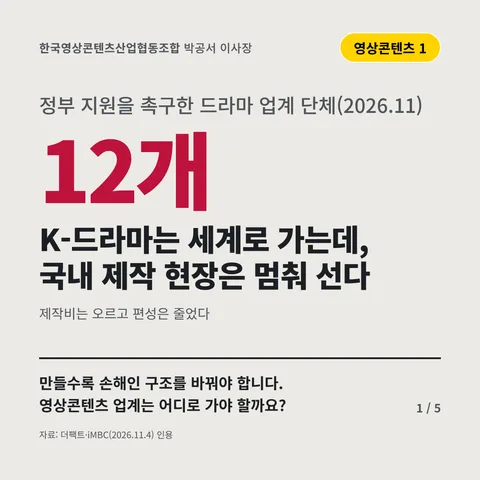 한국영상콘텐츠산업협동조합 박공서 이사장
영상콘텐츠 1
정부 지원을 촉구한 드라마 업계 단체(2026.11)
12개
K-드라마는 세계로 가는데,
국내 제작 현장은 멈춰 선다
제작비는 오르고 편성은 줄었다
만들수록 손해인 구조를 바꿔야 합니다.
영상콘텐츠 업계는 어디로 가야 할까요?
1 / 5
자료: 더팩트·iMBC(2026.11.4) 인용